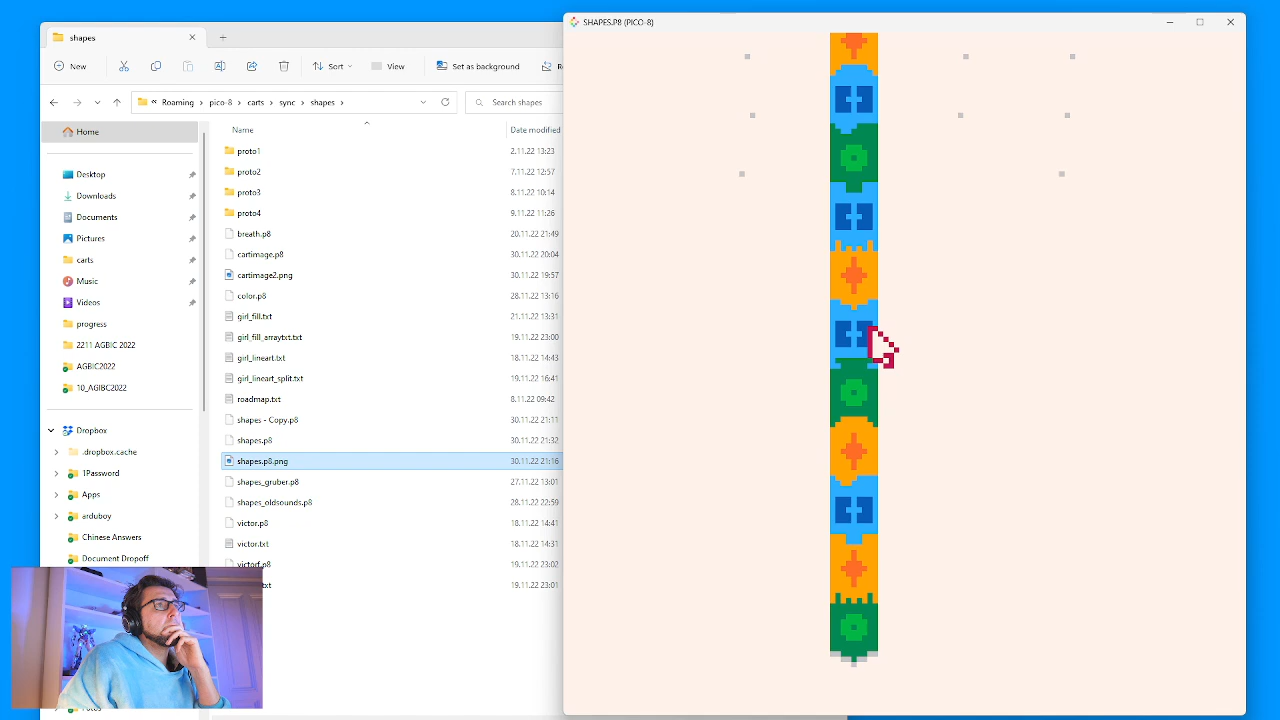 shapes
SHAPES.P8 (PICO-8)
New
Sort
View
Set as background
Roaming > pico-8 > carts > sync > shapes >
Search shapes
Name
Date modified
Home
Desktop
Downloads
Documents
Pictures
carts
Music
Videos
progress
2211 AGBIC 2022
AGBIC2022
10_AGIBC2022
Dropbox
.dropbox.cache
1Password
Apps
arduboy
Chinese Answers
Document Dropoff
proto1 2.11.22 13:23
proto2 7.11.22 12:57
proto3 8.11.22 10:14
proto4 9.11.22 11:26
breath.p8 20.11.22 21:49
cartimage.p8 30.11.22 20:04
cartimage2.png 30.11.22 19:57
color.p8 28.11.22 13:16
girl_fill.txt 21.11.22 13:31
girl_fill_arraytxt.txt 19.11.22 23:00
girl_lineart.txt 18.11.22 14:43
girl_lineart_split.txt 19.11.22 16:41
roadmap.txt 8.11.22 09:42
shapes - Copy.p8 30.11.22 21:11
shapes.p8 30.11.22 21:32
shapes.p8.png 30.11.22 21:16
shapes_gruber.p8 27.11.22 13:01
shapes_oldsounds.p8 28.11.22 22:59
victor.p8 18.11.22 14:41
victor.txt 18.11.22 14:31
19.11.22 23:02
19.11.22 23:01